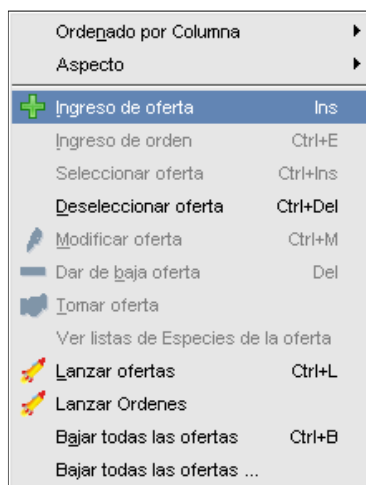 Ordenado por Columna
Aspecto
Ingreso de oferta Ins
Ingreso de orden Ctrl+E
Seleccionar oferta Ctrl+Ins
Deseleccionar oferta Ctrl+Del
Modificar oferta Ctrl+M
Dar de baja oferta Del
Tomar oferta
Ver listas de Especies de la oferta
Lanzar ofertas Ctrl+L
Lanzar Ordenes
Bajar todas las ofertas Ctrl+B
Bajar todas las ofertas ...